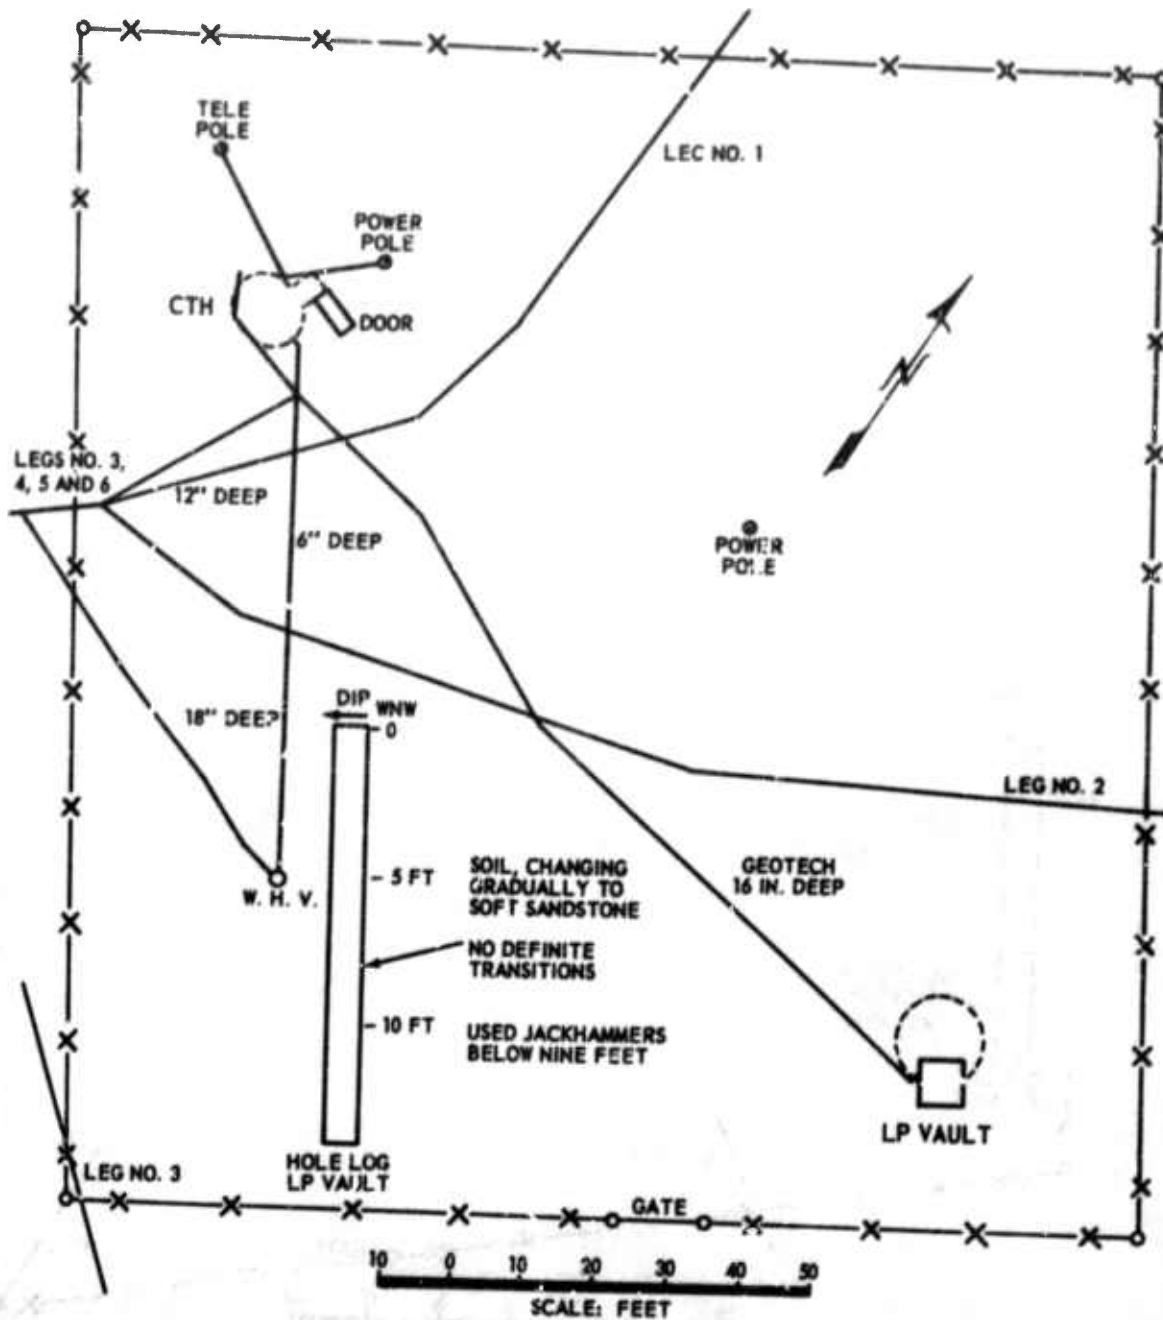 TELE
POLE
LEC NO. 1
POWER
POLE
CTH
DOOR
N
LEGS NO. 3,
4, 5 AND 6
12" DEEP
6" DEEP
POWER
POLE
18" DEEP
DIP WNW
0
LEG NO. 2
5 FT
SOIL, CHANGING
GRADUALLY TO
SOFT SANDSTONE
GEOTECH
16 IN. DEEP
W. H. V.
NO DEFINITE
TRANSITIONS
10 FT
USED JACKHAMMERS
BELOW NINE FEET
LP VAULT
LEG NO. 3
HOLE LOG
LP VAULT
GATE
10 0 10 20 30 40 50
SCALE: FEET